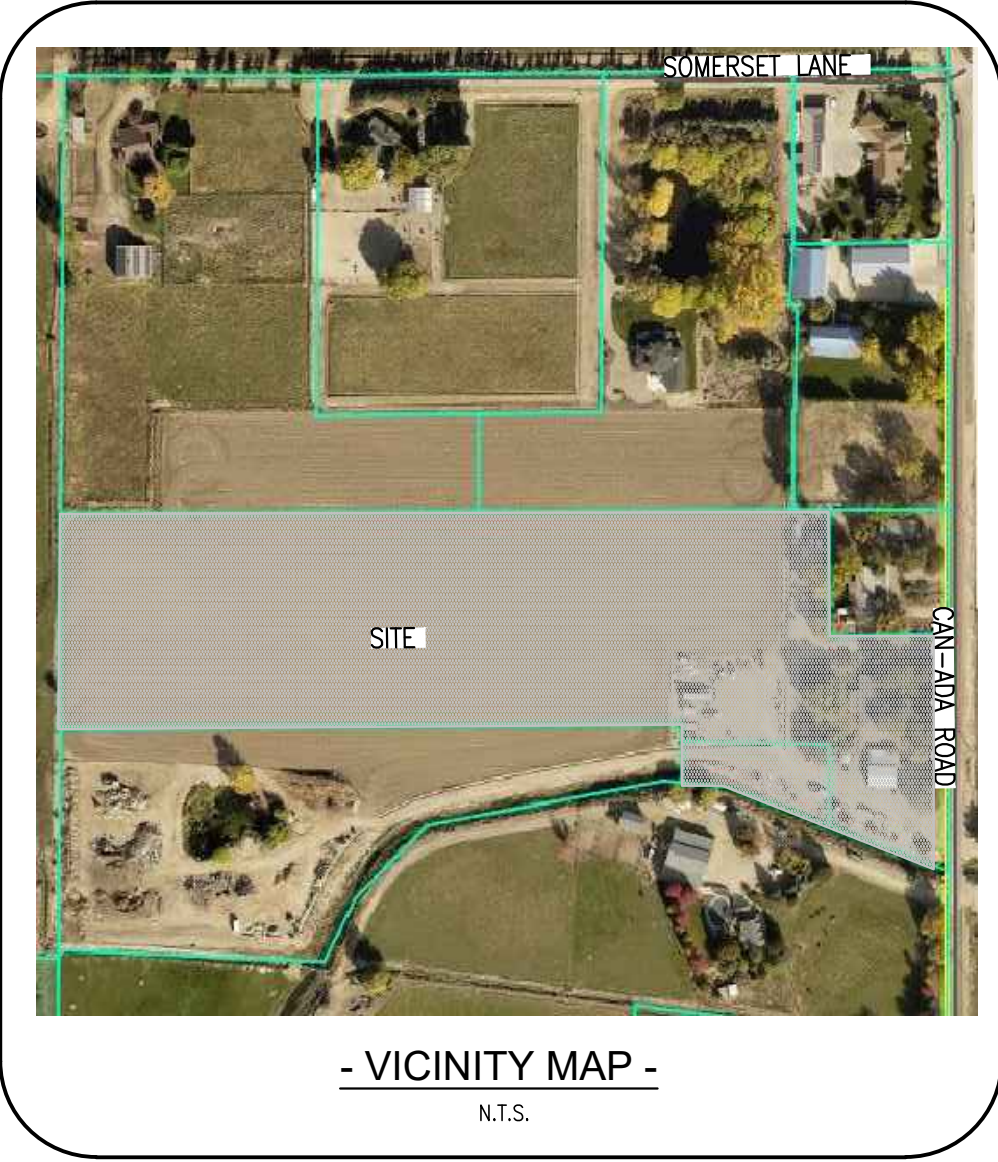 SOMERSET LANE
SITE
CAN-ADA ROAD
- VICINITY MAP -
N.T.S.